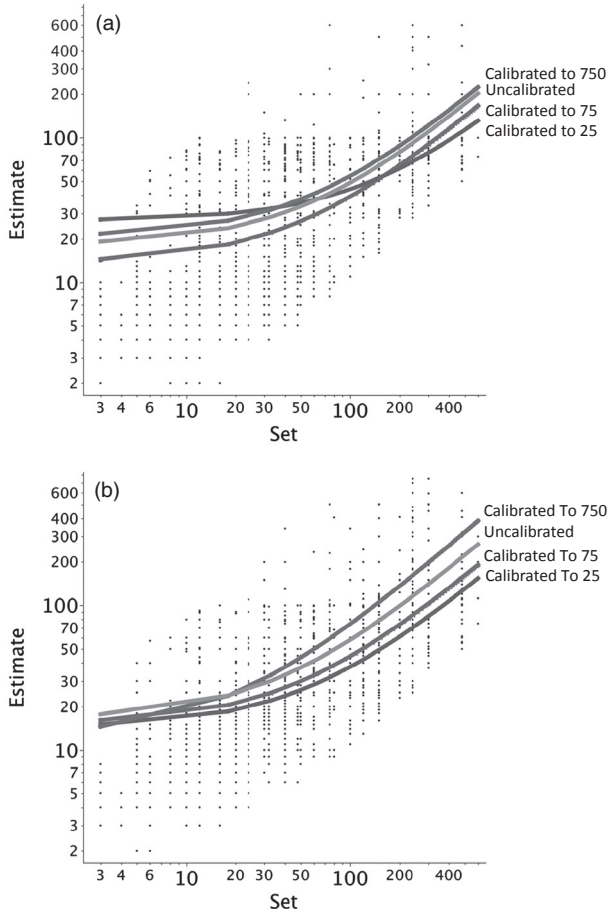 (a)
600
400
300
200
100
70
50
30
20
10
7
5
3
2
Estimate
3 4 6 10 20 30 50 100 200 400
Set
Calibrated to 750
Uncalibrated
Calibrated to 75
Calibrated to 25
(b)
600
400
300
200
100
70
50
30
20
10
7
5
4
3
2
Estimate
3 4 6 10 20 30 50 100 200 400
Set
Calibrated To 750
Uncalibrated
Calibrated To 75
Calibrated To 25